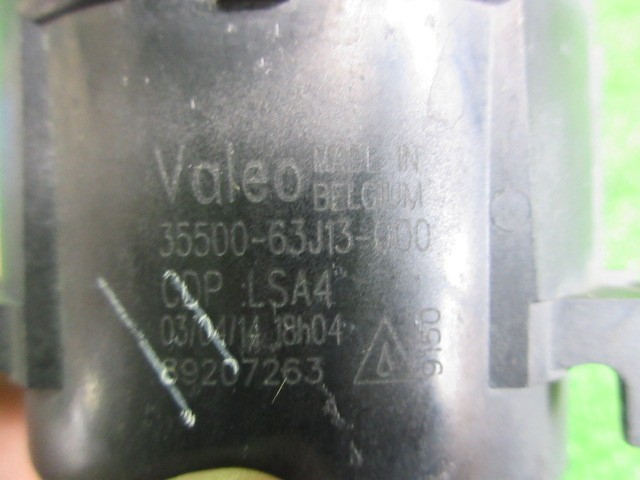 Valeo MADE IN BELGIUM
35500-63J13-000
CDP :LSA4
03/04/14 18h04
89207263
9150